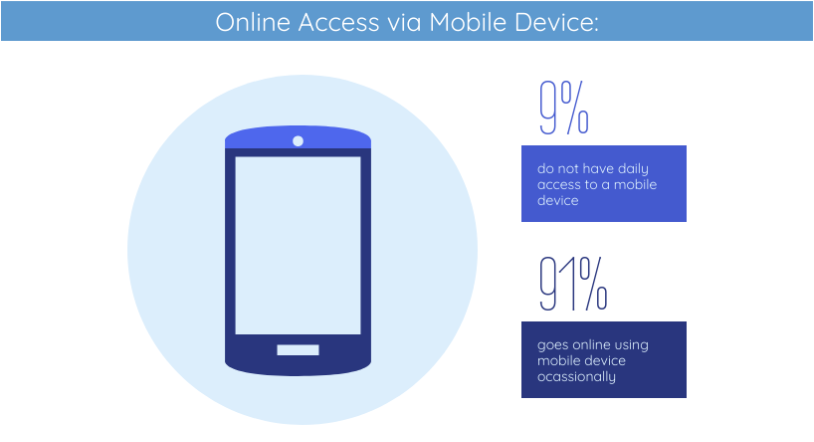 Online Access via Mobile Device:
9%
do not have daily
access to a mobile
device
91%
goes online using
mobile device
ocassionally